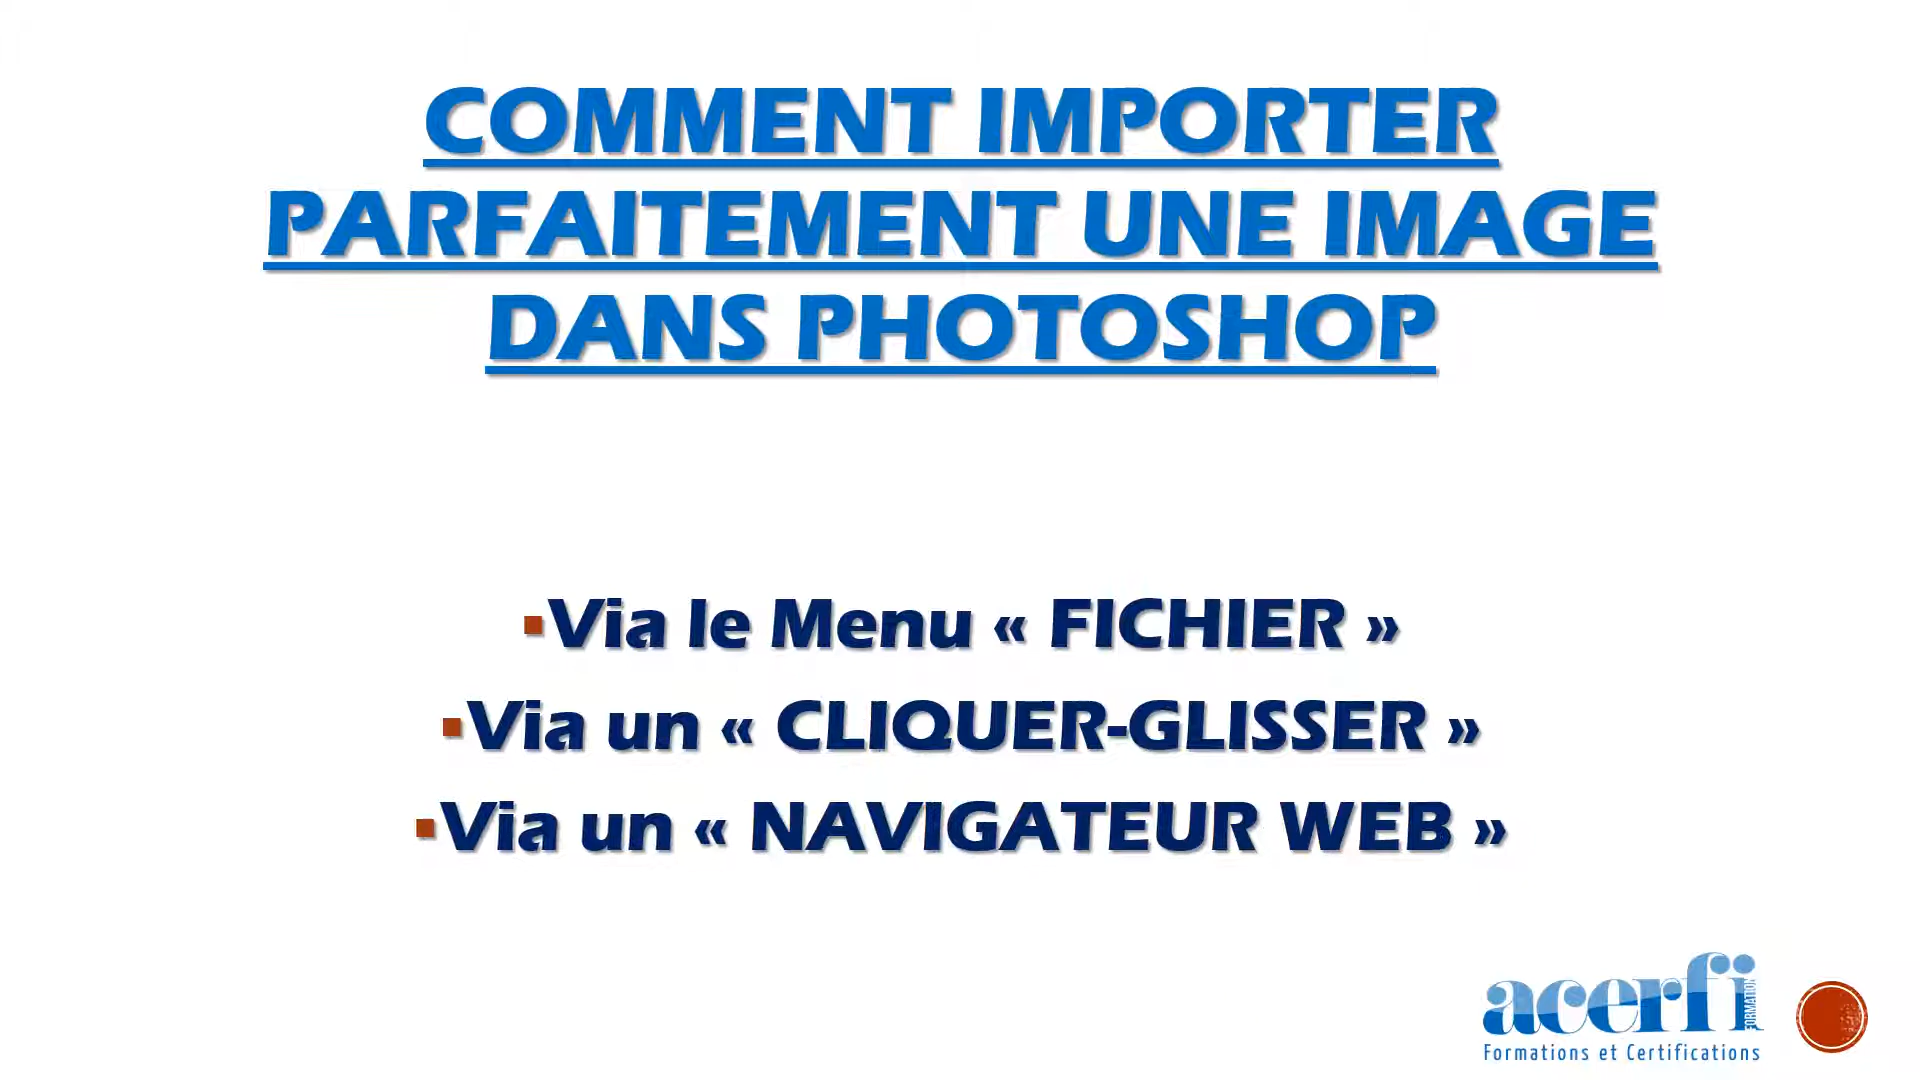 COMMENT IMPORTER
PARFAITEMENT UNE IMAGE
DANS PHOTOSHOP
▪Via le Menu « FICHIER »
▪Via un « CLIQUER-GLISSER »
▪Via un « NAVIGATEUR WEB »
acerfi
FORMATION
Formations et Certifications